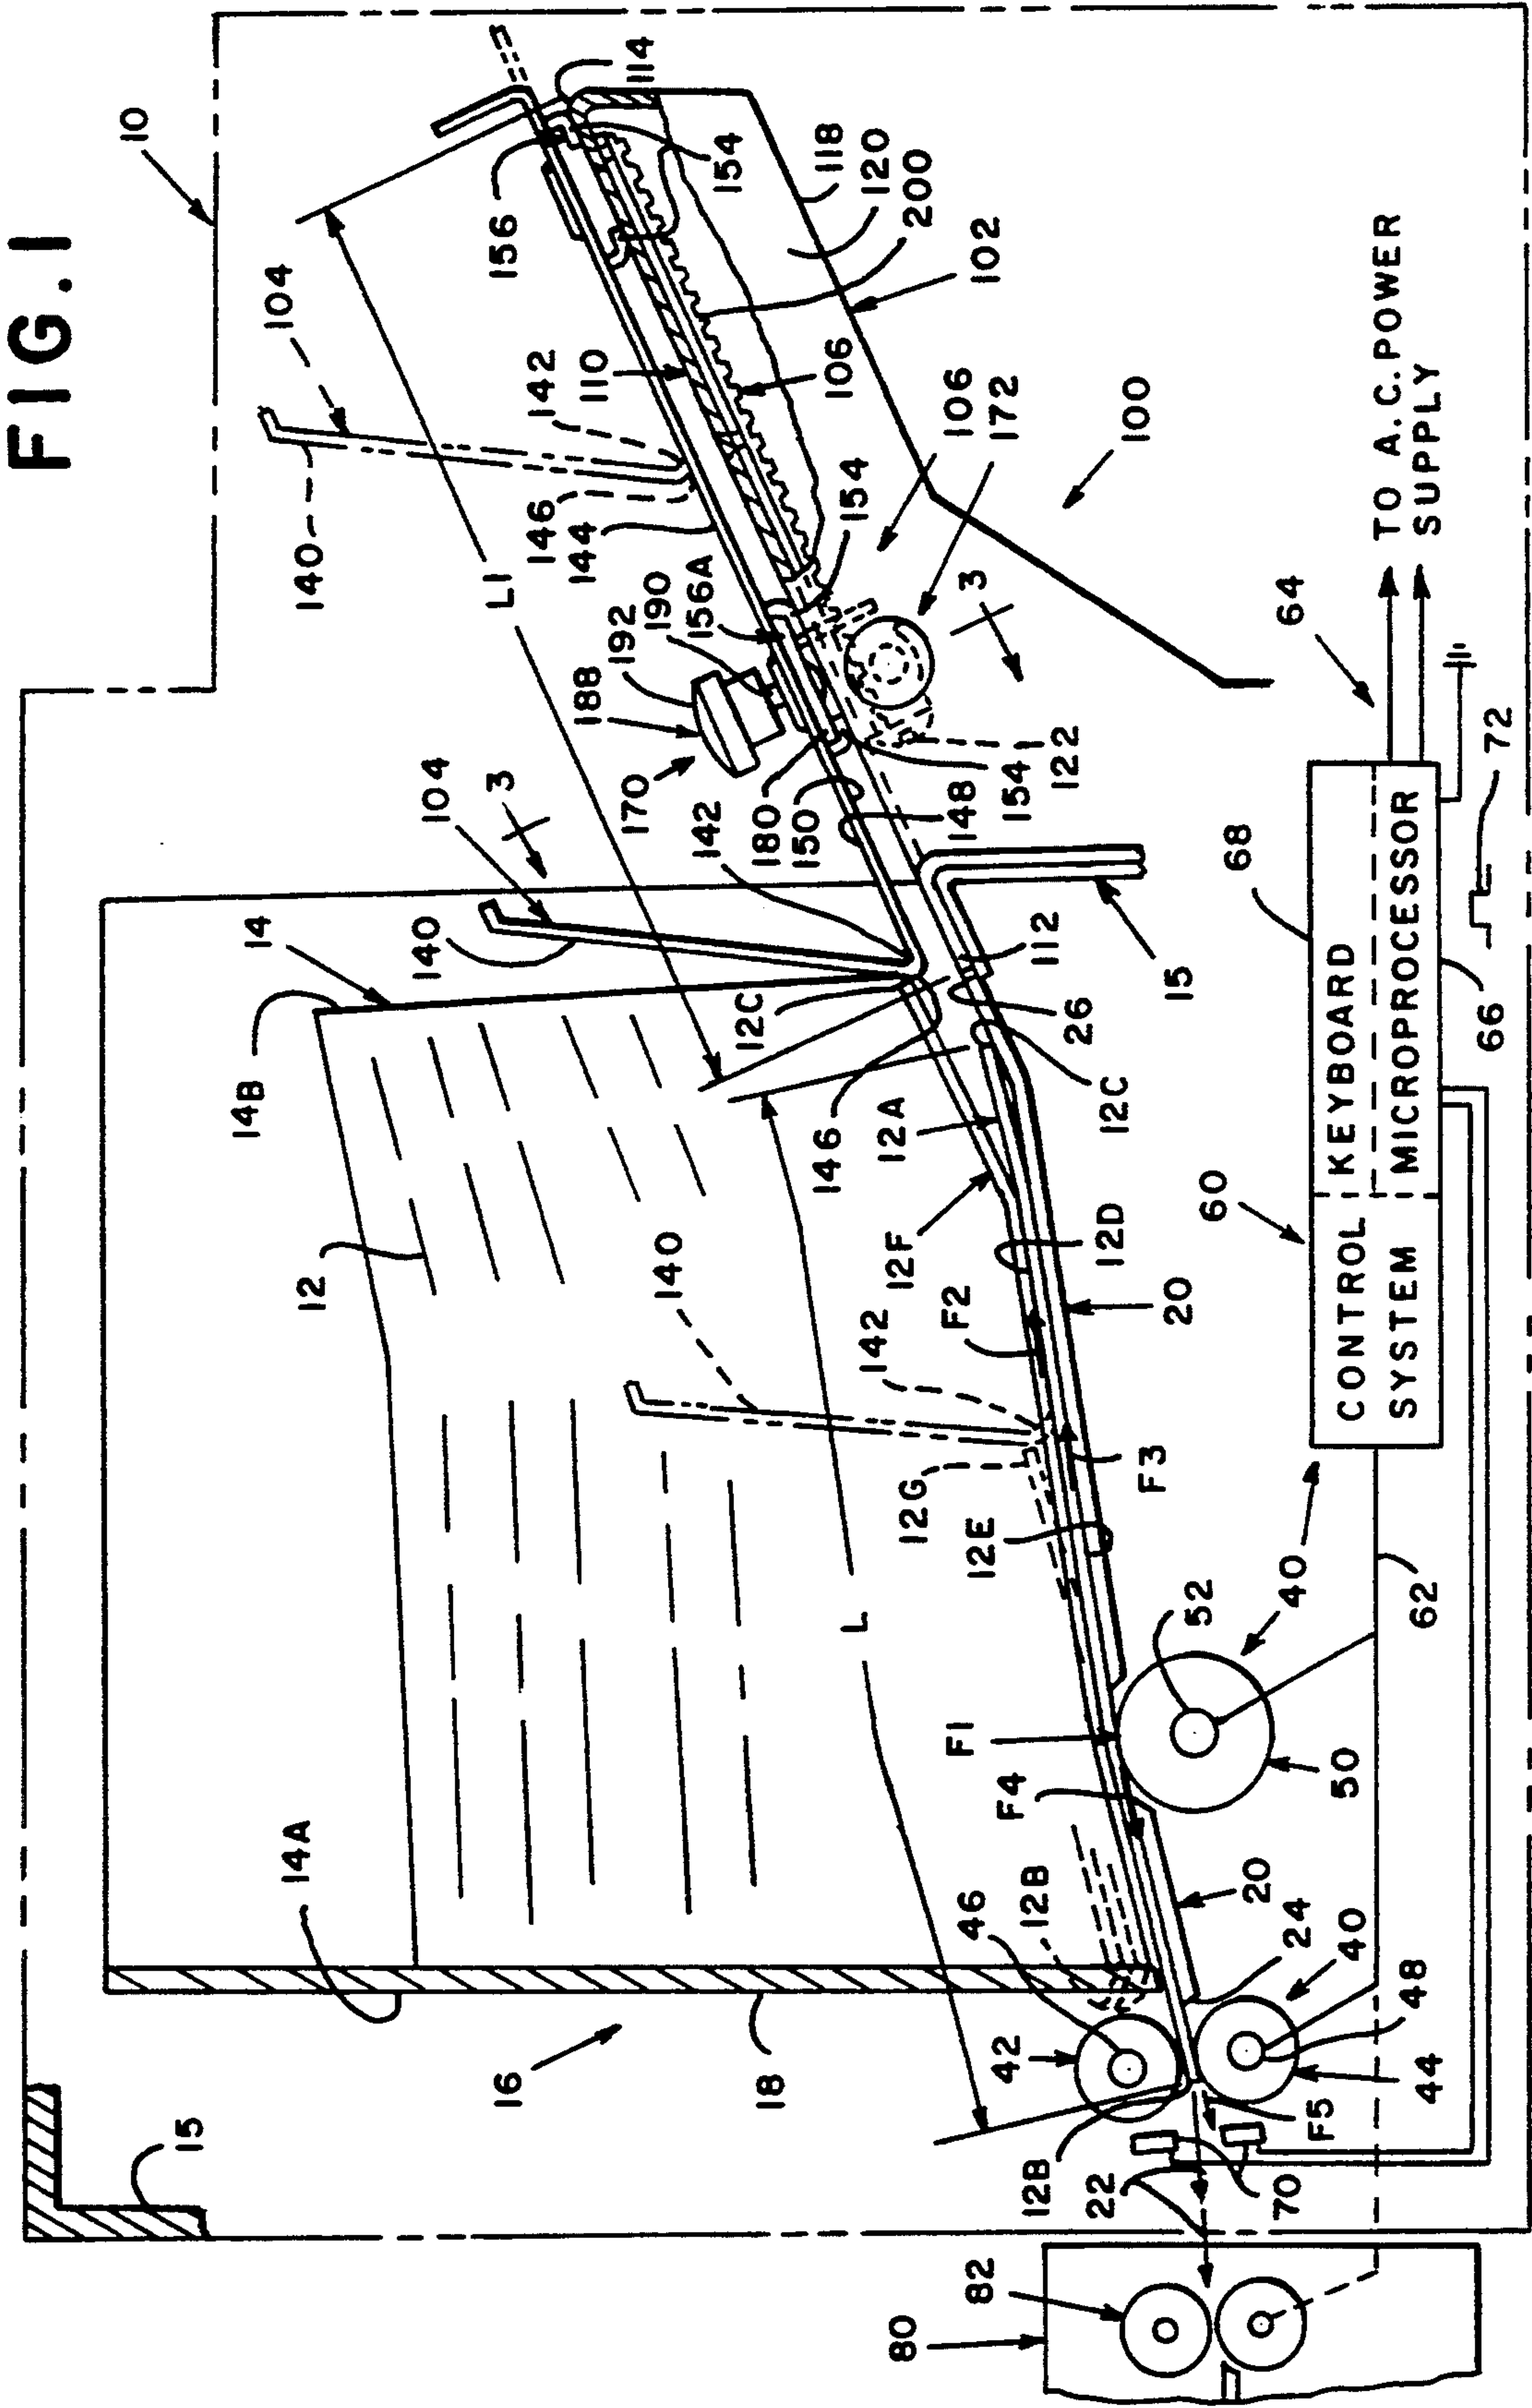 FIG. 1
10
114
156
154
118
120
200
102
104
140
142
110
146
144
L1
106
106
172
100
154
3
156A
190
192
188
170
180
150
148
154
122
142
104
3
140
14
14B
12C
112
26
15
12C
146
12A
12F
12D
20
12
140
142
F2
F3
12G
12E
L
F1
F4
52
50
40
62
14A
16
18
46
12B
42
20
24
40
48
44
F5
12B
22
70
15
80
82
60
68
64
66
72
CONTROL
SYSTEM
KEYBOARD
MICROPROCESSOR
TO A.C. POWER
SUPPLY